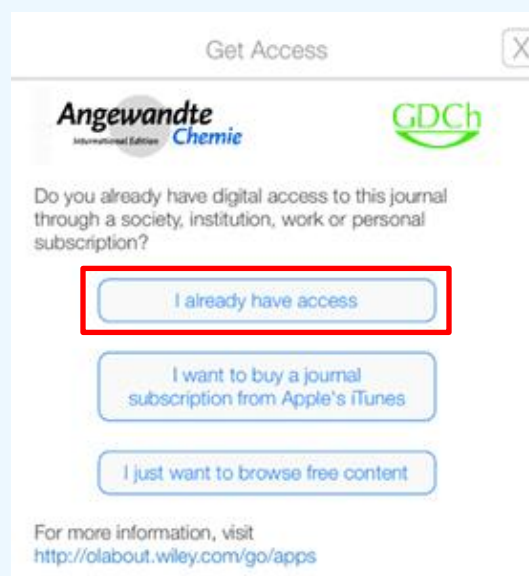 Get Access
X
Angewandte
International Edition Chemie
GDCh
Do you already have digital access to this journal
through a society, institution, work or personal
subscription?
I already have access
I want to buy a journal
subscription from Apple's iTunes
I just want to browse free content
For more information, visit
http://olabout.wiley.com/go/apps